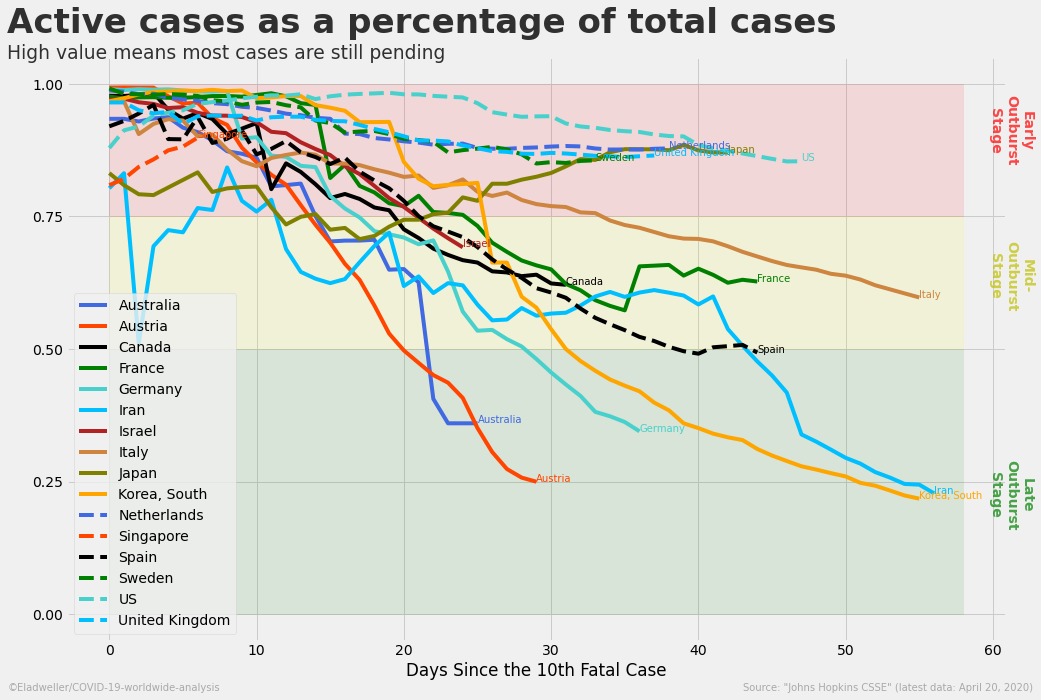 Active cases as a percentage of total cases
High value means most cases are still pending
1.00
0.75
0.50
0.25
0.00
0
10
20
30
40
50
60
Days Since the 10th Fatal Case
Early
Outburst
Stage
Mid-
Outburst
Stage
Late
Outburst
Stage
Singapore
Netherlands
United Kingdom
Japan
Sweden
US
Israel
Canada
France
Italy
Spain
Australia
Germany
Austria
Iran
Korea, South
Australia
Austria
Canada
France
Germany
Iran
Israel
Italy
Japan
Korea, South
Netherlands
Singapore
Spain
Sweden
US
United Kingdom
©Eladweller/COVID-19-worldwide-analysis
Source: "Johns Hopkins CSSE" (latest data: April 20, 2020)